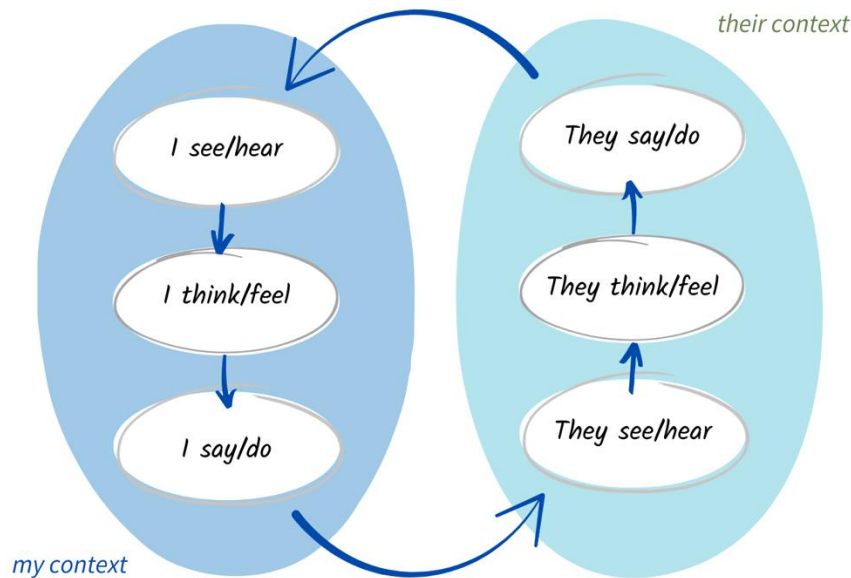 their context
I see/hear
I think/feel
I say/do
They say/do
They think/feel
They see/hear
my context